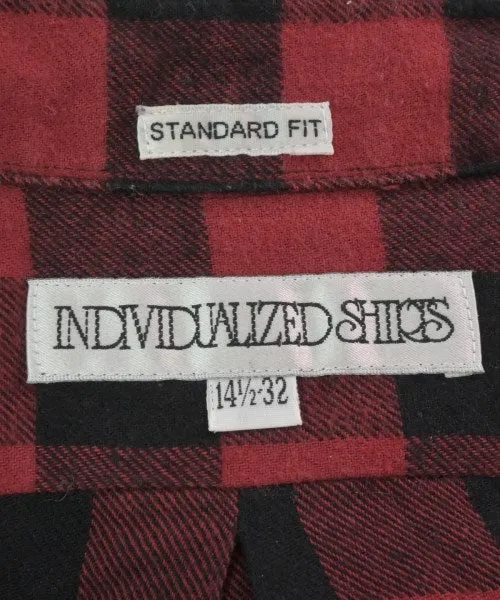 STANDARD FIT
INDIVIDUALIZED SHIRTS
14½-32